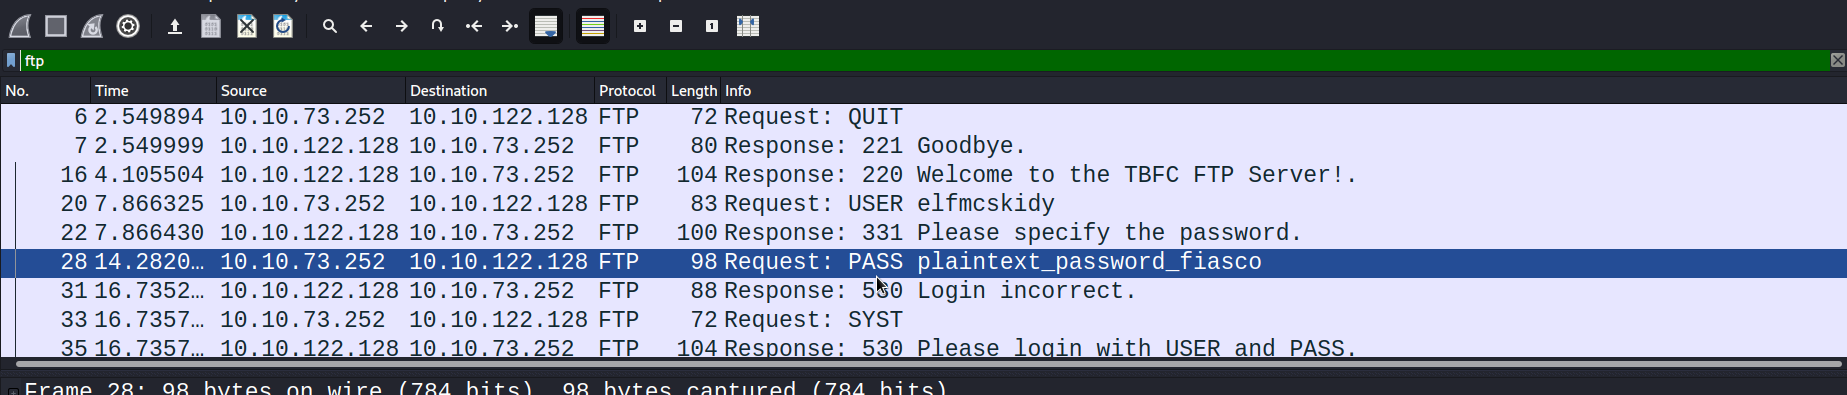 ftp
No. Time Source Destination Protocol Length Info
6 2.549894 10.10.73.252 10.10.122.128 FTP 72 Request: QUIT
7 2.549999 10.10.122.128 10.10.73.252 FTP 80 Response: 221 Goodbye.
16 4.105504 10.10.122.128 10.10.73.252 FTP 104 Response: 220 Welcome to the TBFC FTP Server!.
20 7.866325 10.10.73.252 10.10.122.128 FTP 83 Request: USER elfmcskidy
22 7.866430 10.10.122.128 10.10.73.252 FTP 100 Response: 331 Please specify the password.
28 14.2820… 10.10.73.252 10.10.122.128 FTP 98 Request: PASS plaintext_password_fiasco
31 16.7352… 10.10.122.128 10.10.73.252 FTP 88 Response: 530 Login incorrect.
33 16.7357… 10.10.73.252 10.10.122.128 FTP 72 Request: SYST
35 16.7357… 10.10.122.128 10.10.73.252 FTP 104 Response: 530 Please login with USER and PASS.
Frame 28: 98 bytes on wire (784 bits), 98 bytes captured (784 bits)